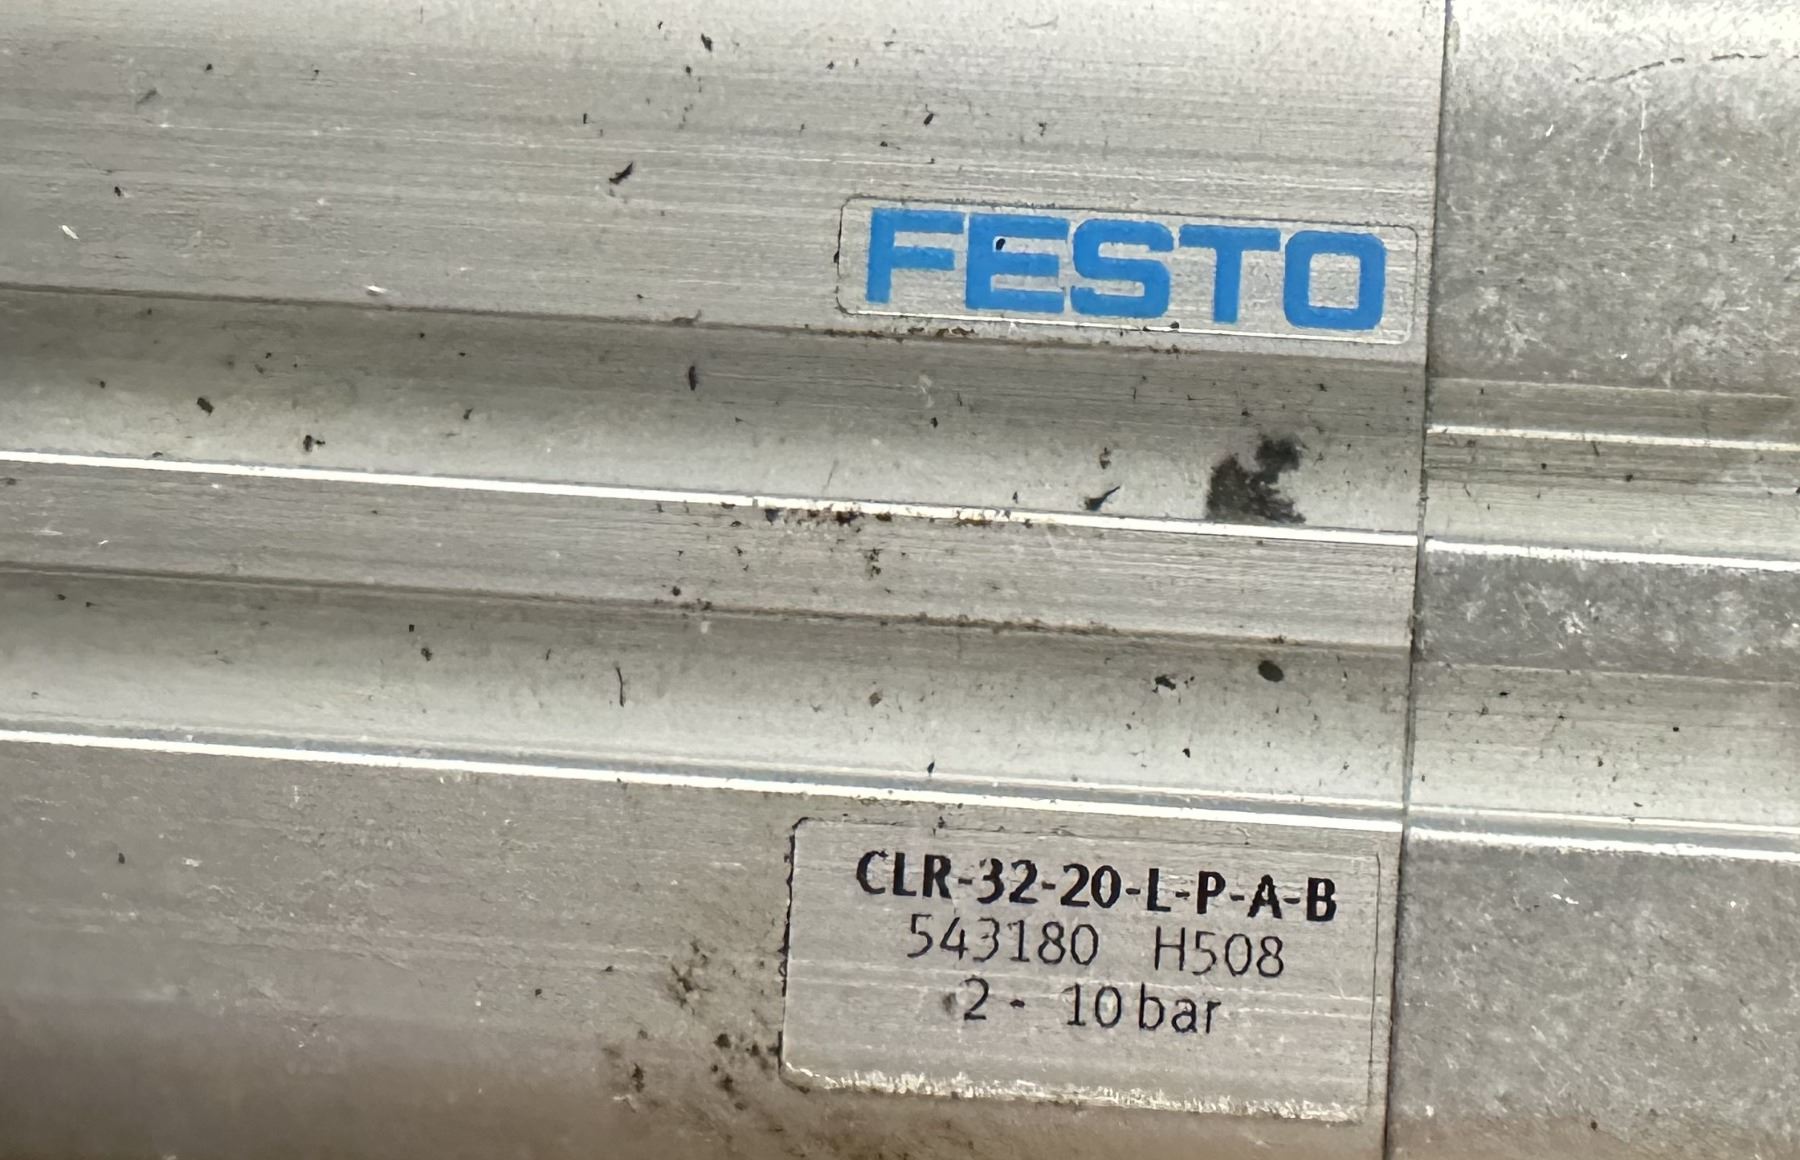 FESTO
CLR-32-20-L-P-A-B
543180 H508
2 - 10 bar